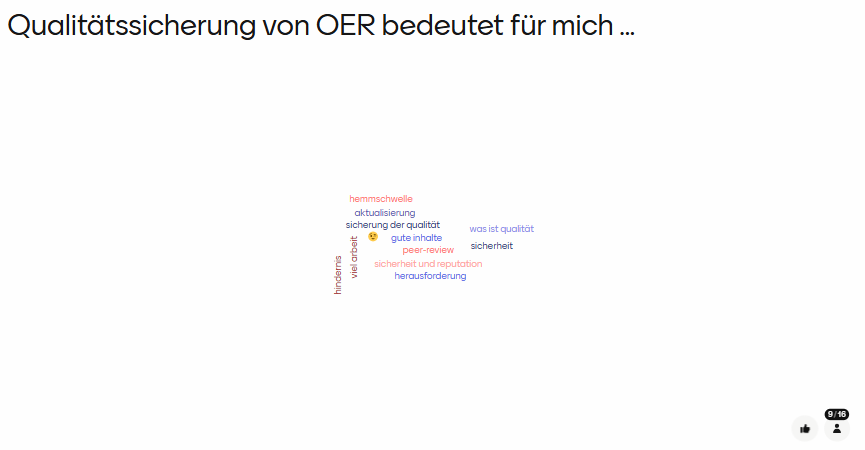 Qualitätssicherung von OER bedeutet für mich ...
hemmschwelle
aktualisierung
sicherung der qualität
was ist qualität
gute inhalte
sicherheit
peer-review
viel arbeit
hindernis
sicherheit und reputation
herausforderung
9/16